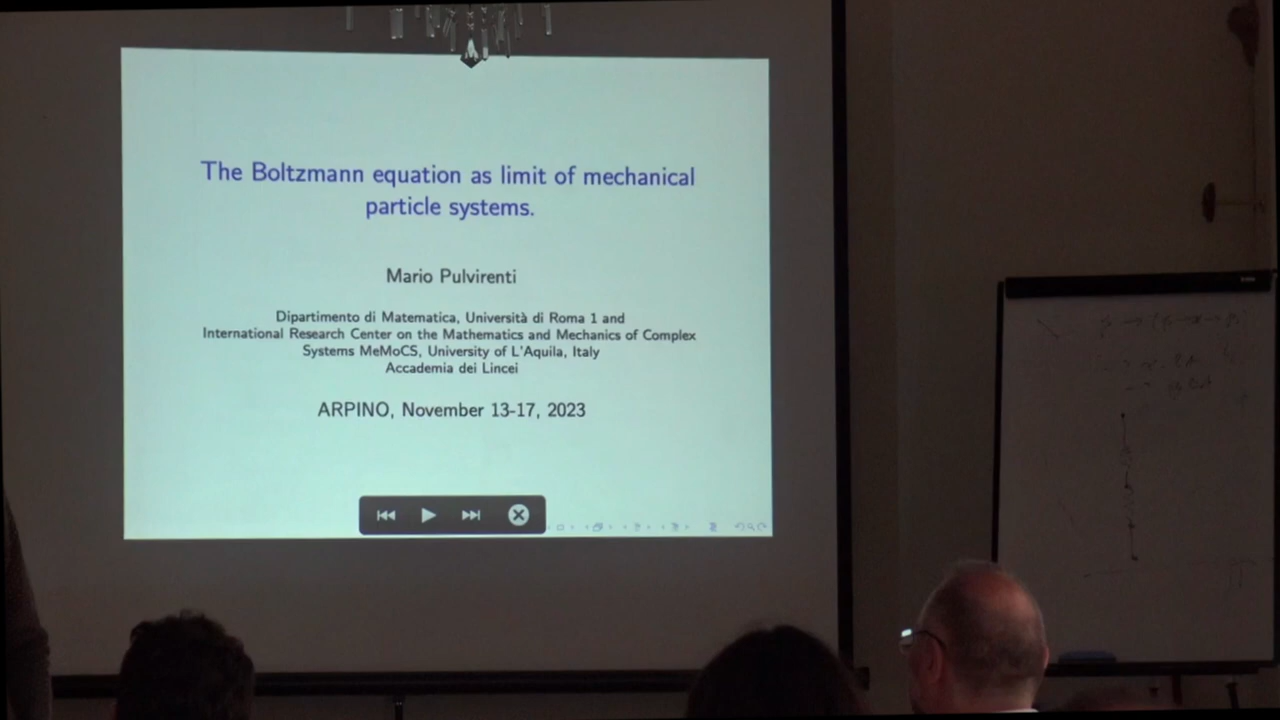 The Boltzmann equation as limit of mechanical
particle systems.
Mario Pulvirenti
Dipartimento di Matematica, Università di Roma 1 and
International Research Center on the Mathematics and Mechanics of Complex
Systems MeMoCS, University of L'Aquila, Italy
Accademia dei Lincei
ARPINO, November 13-17, 2023